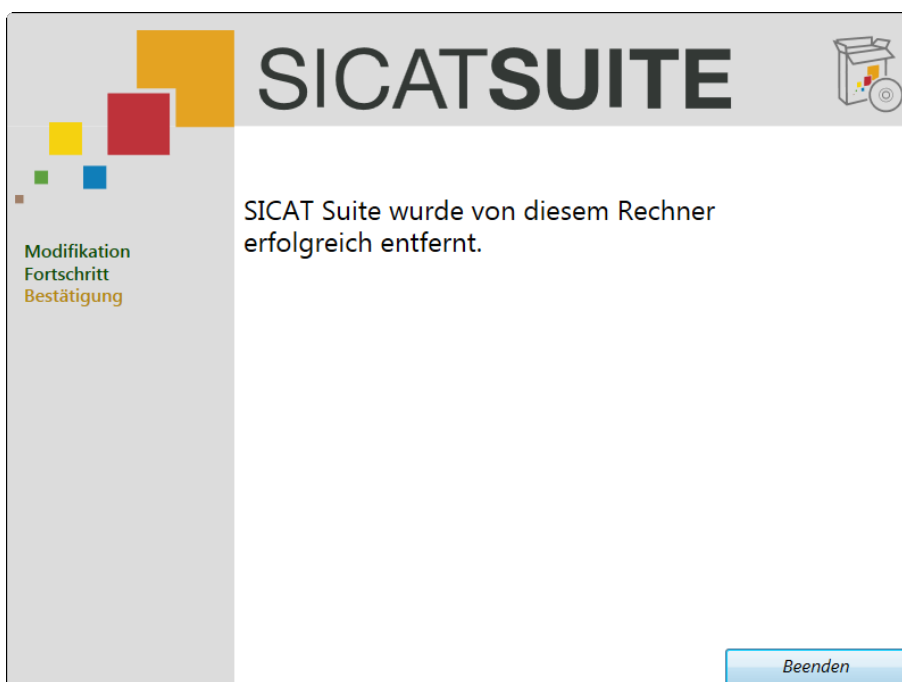 SICATSUITE
Modifikation
Fortschritt
Bestätigung
SICAT Suite wurde von diesem Rechner
erfolgreich entfernt.
Beenden